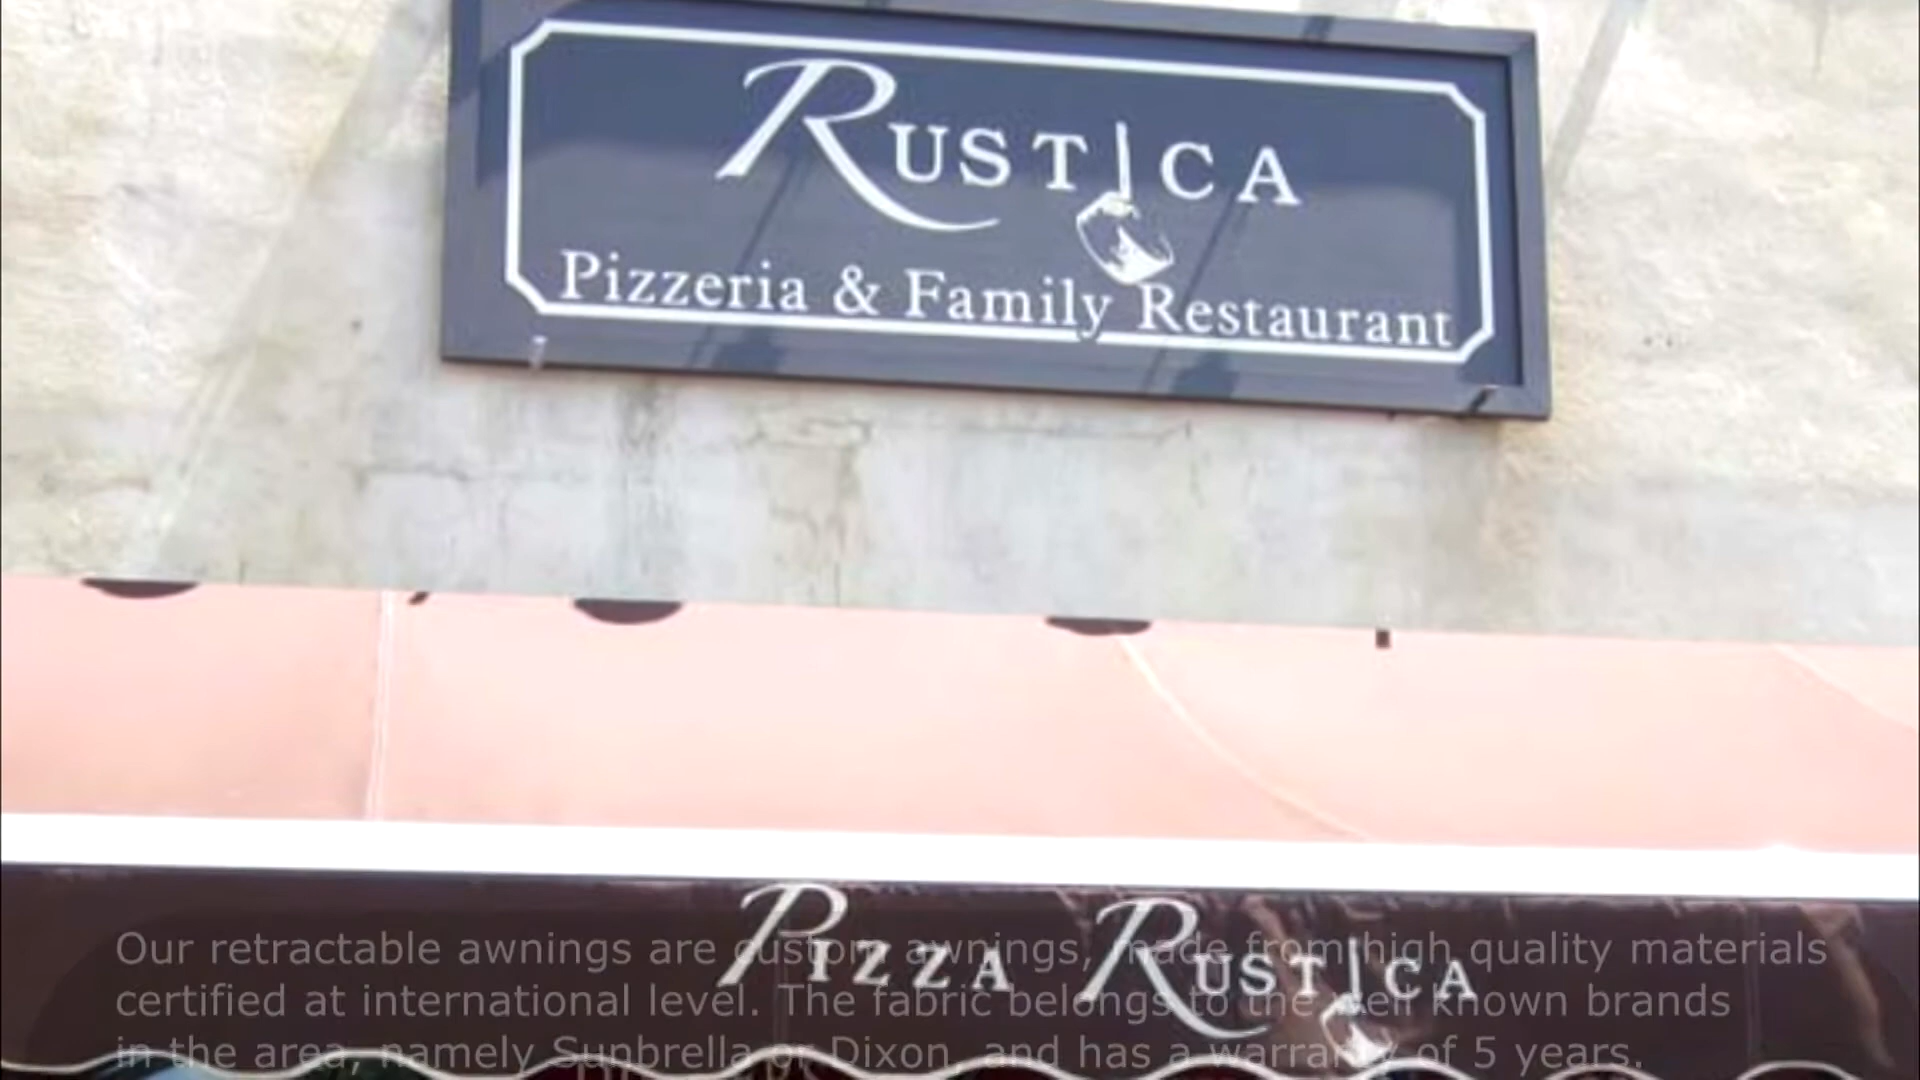 RUSTICA
Pizzeria & Family Restaurant
PIZZA RUSTICA
Our retractable awnings are custom awnings, made from high quality materials
certified at international level. The fabric belongs to the well known brands
in the area, namely Sunbrella or Dixon, and has a warranty of 5 years.